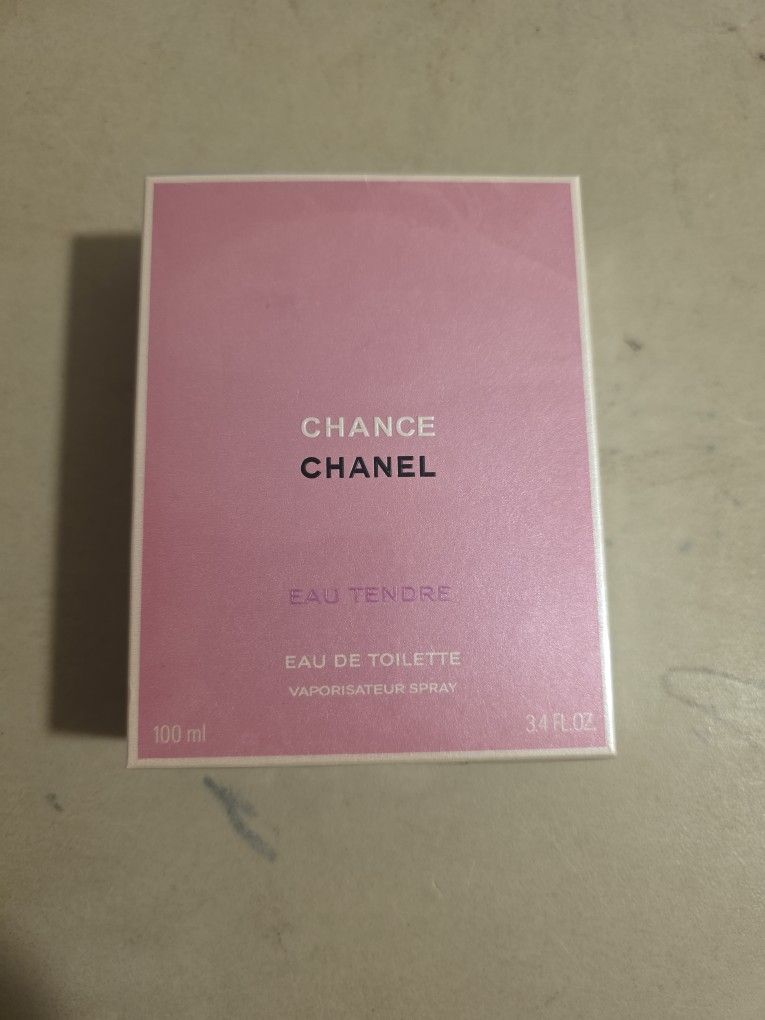 CHANCE
CHANEL
EAU TENDRE
EAU DE TOILETTE
VAPORISATEUR SPRAY
100 ml 3.4 FL.OZ.